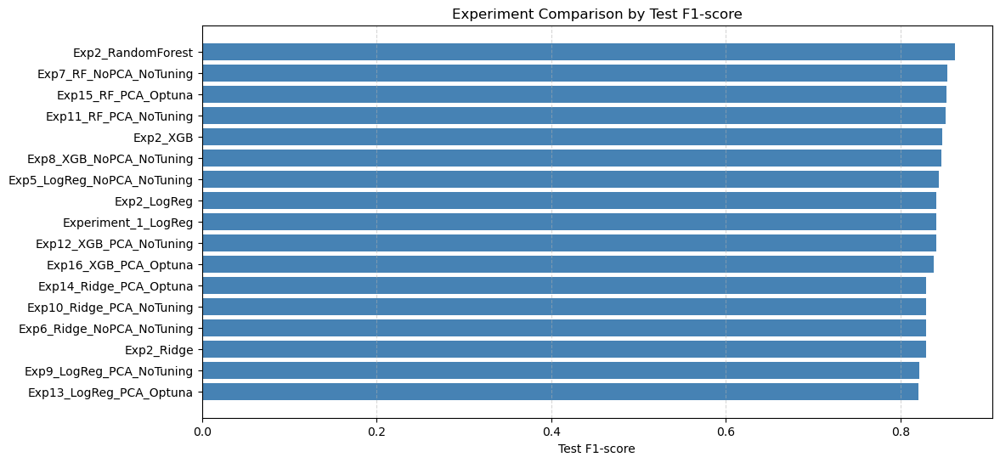 Experiment Comparison by Test F1-score
Exp2_RandomForest
Exp7_RF_NoPCA_NoTuning
Exp15_RF_PCA_Optuna
Exp11_RF_PCA_NoTuning
Exp2_XGB
Exp8_XGB_NoPCA_NoTuning
Exp5_LogReg_NoPCA_NoTuning
Exp2_LogReg
Experiment_1_LogReg
Exp12_XGB_PCA_NoTuning
Exp16_XGB_PCA_Optuna
Exp14_Ridge_PCA_Optuna
Exp10_Ridge_PCA_NoTuning
Exp6_Ridge_NoPCA_NoTuning
Exp2_Ridge
Exp9_LogReg_PCA_NoTuning
Exp13_LogReg_PCA_Optuna
0.0 0.2 0.4 0.6 0.8
Test F1-score